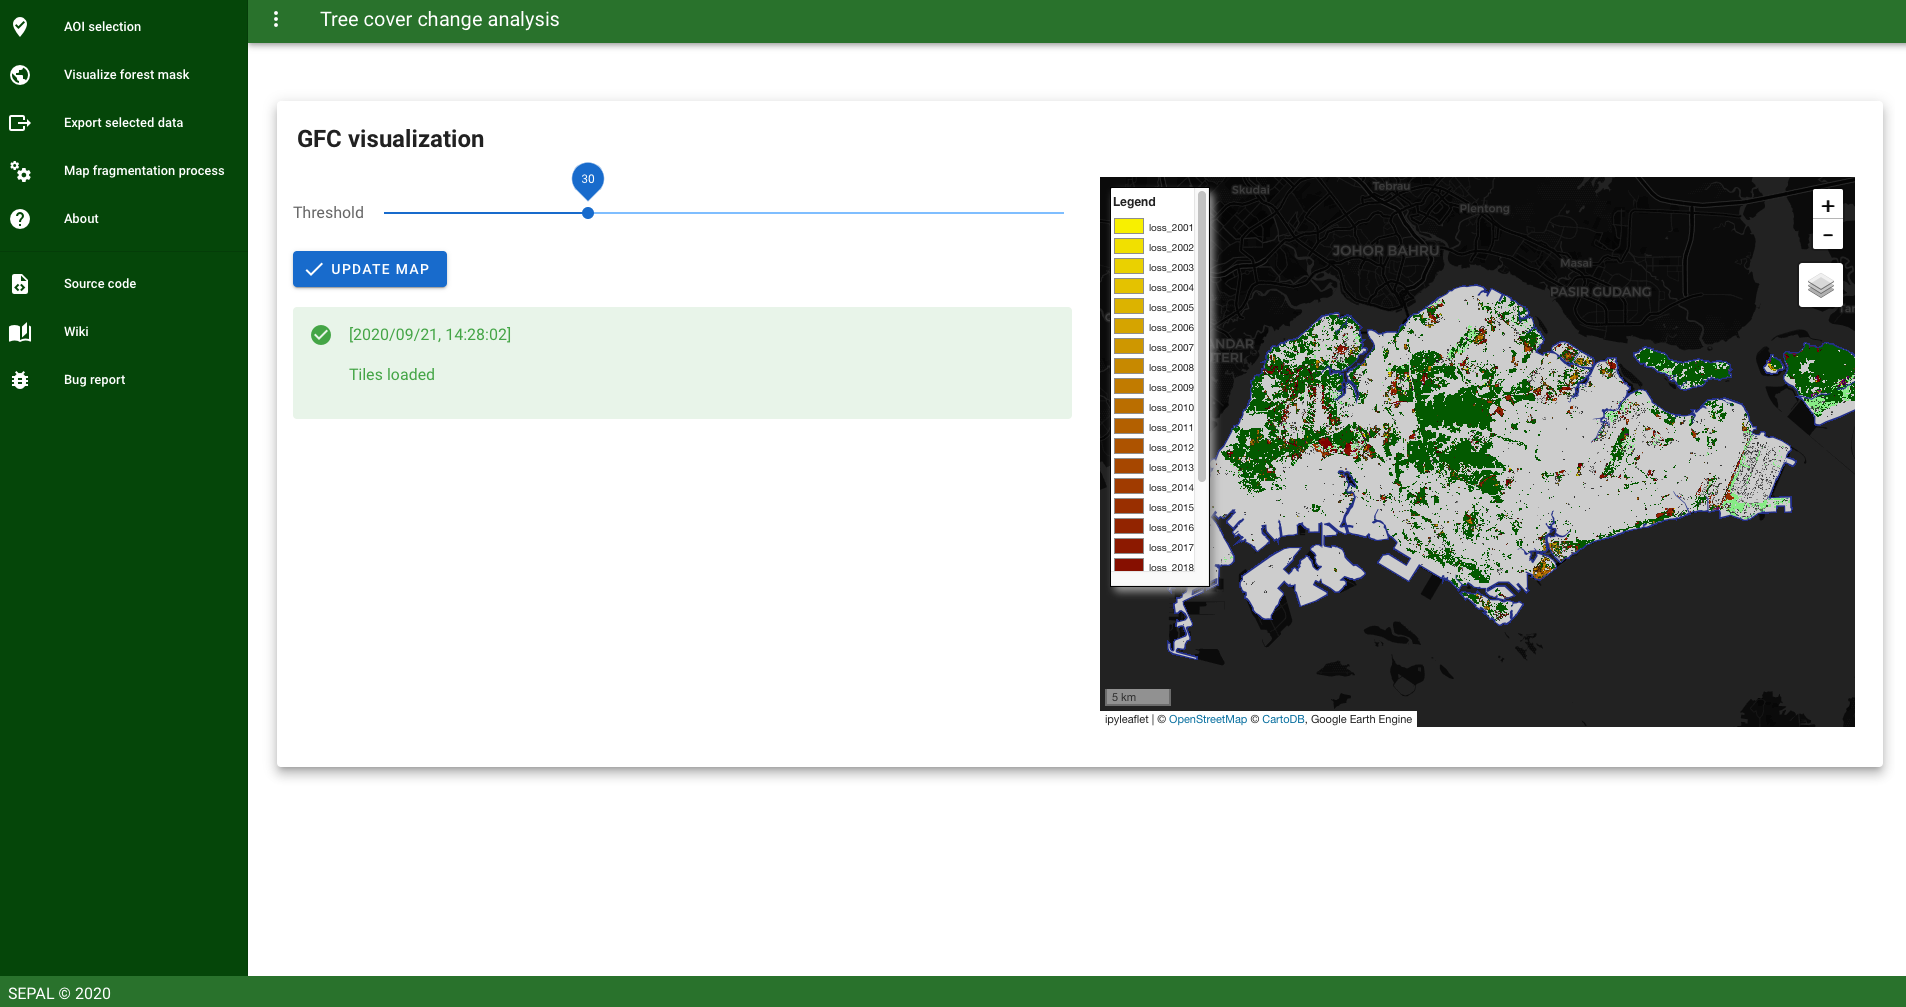 AOI selection
Visualize forest mask
Export selected data
Map fragmentation process
About
Source code
Wiki
Bug report
Tree cover change analysis
GFC visualization
Threshold
30
UPDATE MAP
[2020/09/21, 14:28:02]
Tiles loaded
Legend
loss_2001
loss_2002
loss_2003
loss_2004
loss_2005
loss_2006
loss_2007
loss_2008
loss_2009
loss_2010
loss_2011
loss_2012
loss_2013
loss_2014
loss_2015
loss_2016
loss_2017
loss_2018
Skudai
Tebrau
Plentong
JOHOR BAHRU
Masai
PASIR GUDANG
+
-
5 km
ipyleaflet | © OpenStreetMap © CartoDB, Google Earth Engine
SEPAL © 2020